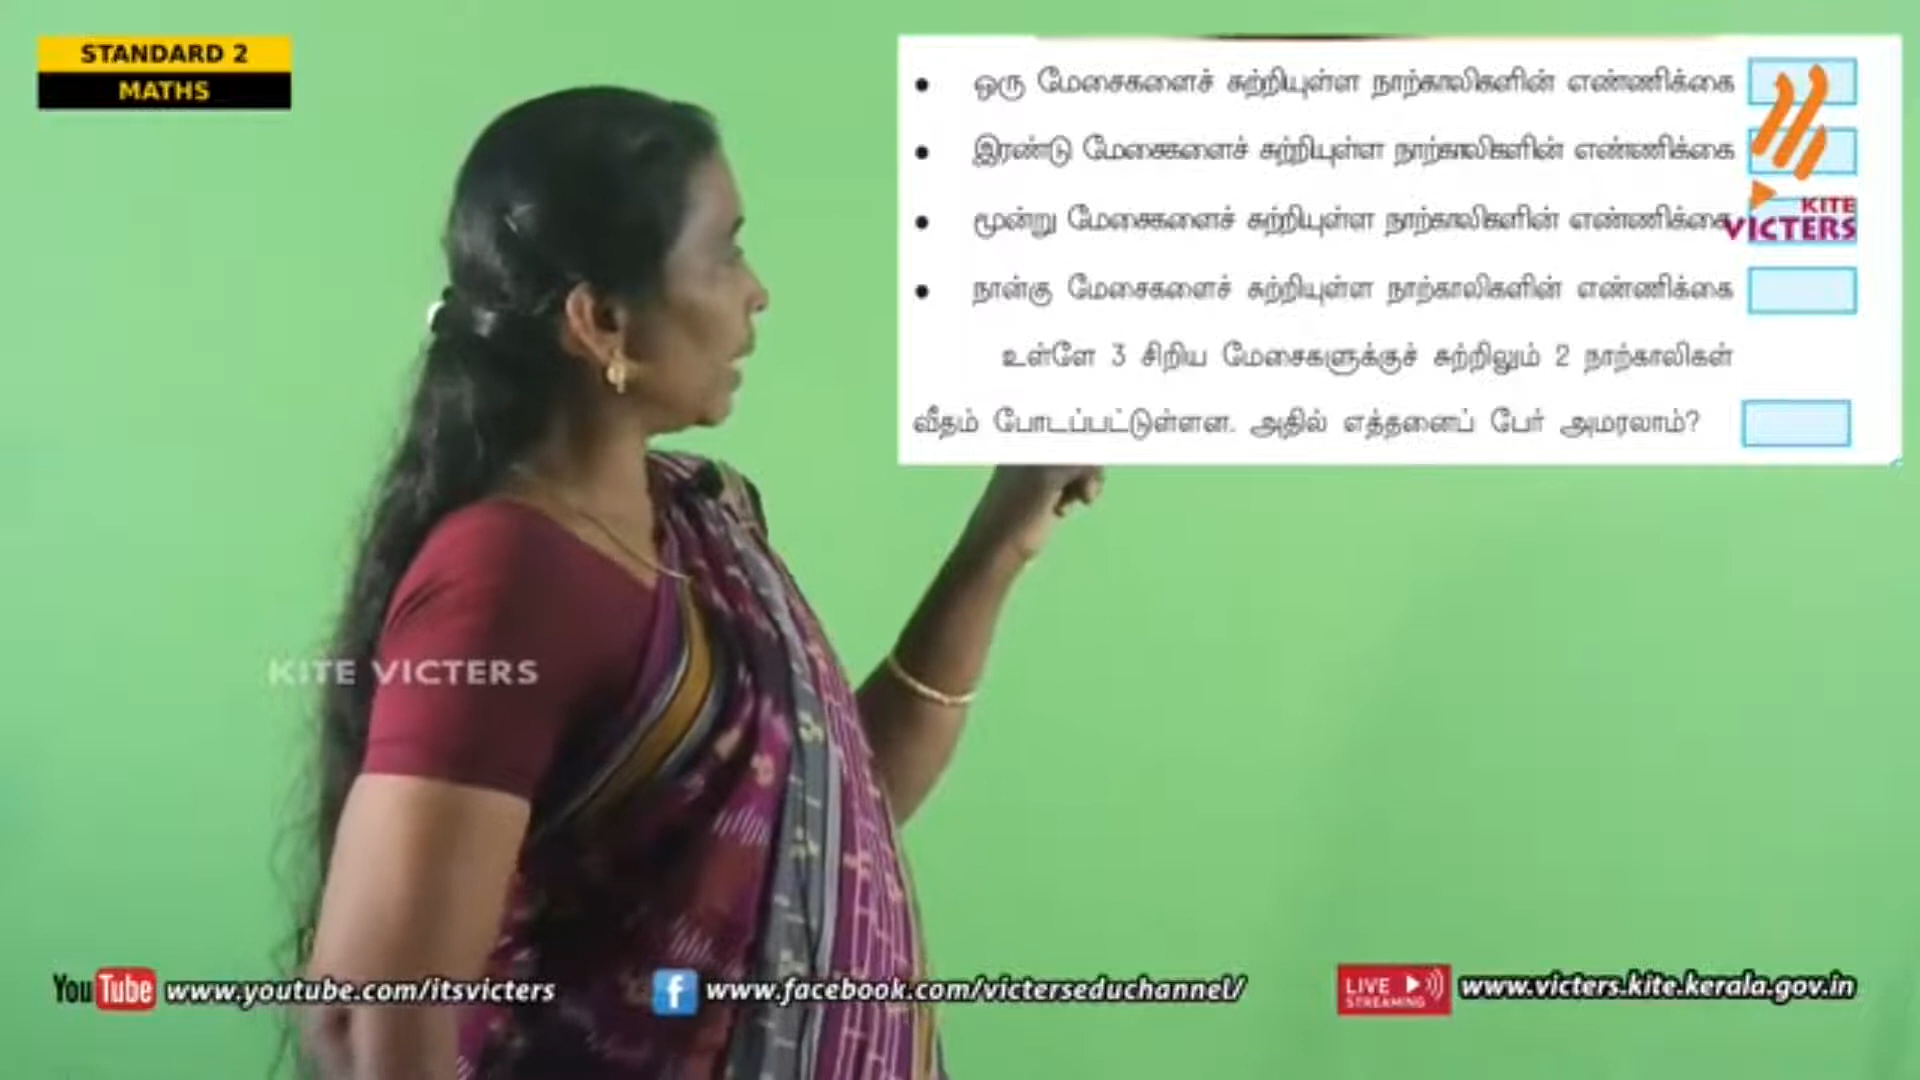 STANDARD 2
MATHS
• ஒரு மேசைகளைச் சுற்றியுள்ள நாற்காலிகளின் எண்ணிக்கை
• இரண்டு மேசைகளைச் சுற்றியுள்ள நாற்காலிகளின் எண்ணிக்கை
• மூன்று மேசைகளைச் சுற்றியுள்ள நாற்காலிகளின் எண்ணிக்கை
• நான்கு மேசைகளைச் சுற்றியுள்ள நாற்காலிகளின் எண்ணிக்கை
உள்ளே 3 சிறிய மேசைகளுக்குச் சுற்றிலும் 2 நாற்காலிகள்
வீதம் போடப்பட்டுள்ளன. அதில் எத்தனைப் பேர் அமரலாம்?
KITE
VICTERS
KITE VICTERS
YouTube www.youtube.com/itsvicters
f www.facebook.com/victerseduchannel/
LIVE
STREAMING
www.victers.kite.kerala.gov.in